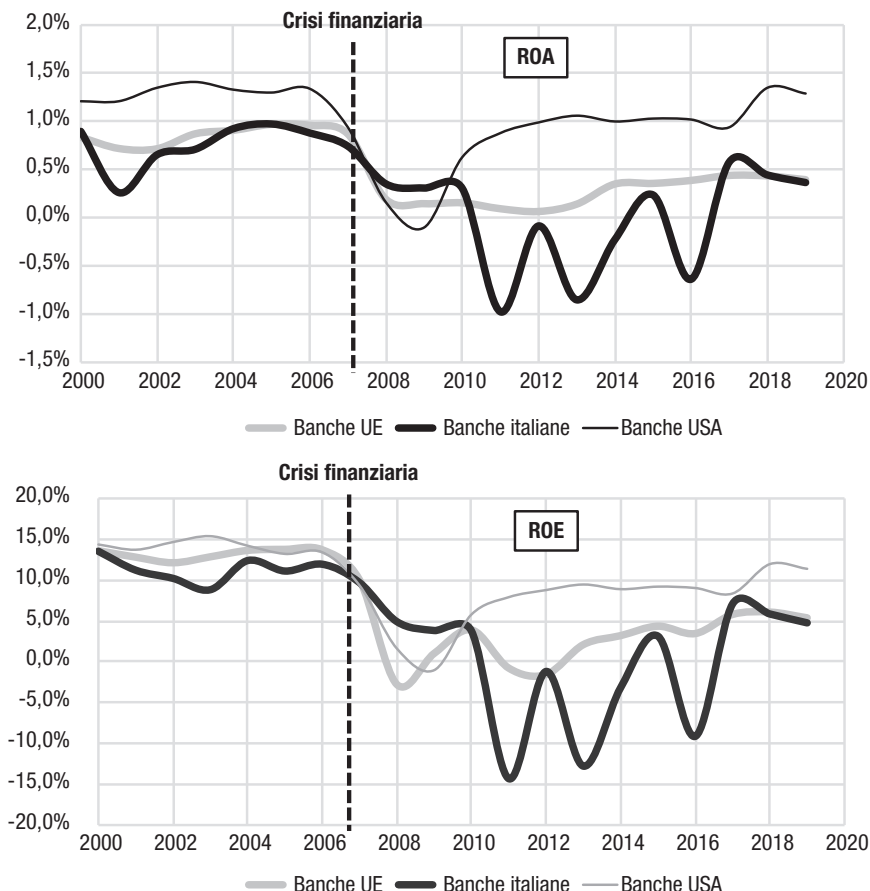 Crisi finanziaria
ROA
2,0%
1,5%
1,0%
0,5%
0,0%
-0,5%
-1,0%
-1,5%
2000 2002 2004 2006 2008 2010 2012 2014 2016 2018 2020
Banche UE Banche italiane Banche USA
Crisi finanziaria
ROE
20,0%
15,0%
10,0%
5,0%
0,0%
-5,0%
-10,0%
-15,0%
-20,0%
2000 2002 2004 2006 2008 2010 2012 2014 2016 2018 2020
Banche UE Banche italiane Banche USA